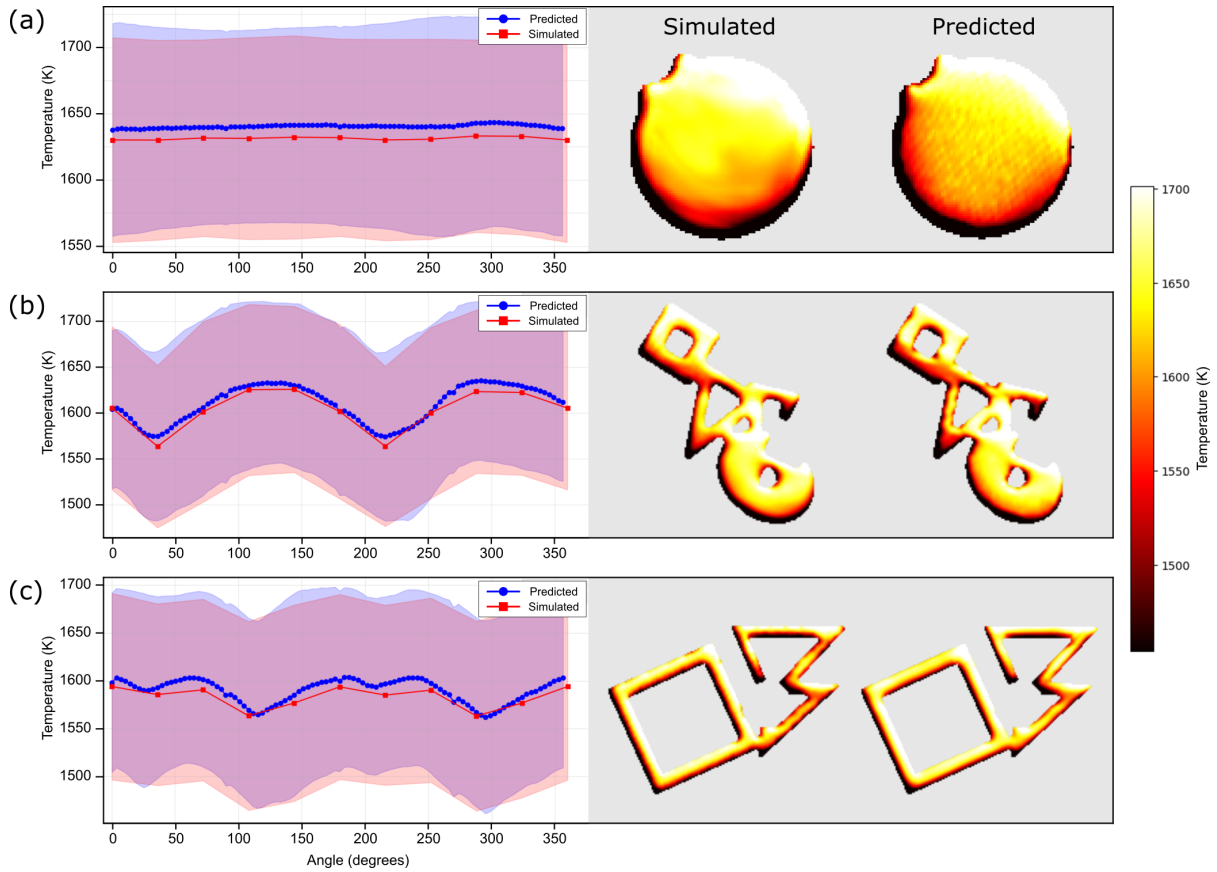 (a)
Temperature (K)
1700
1650
1600
1550
0 50 100 150 200 250 300 350
Predicted
Simulated
Simulated Predicted
(b)
Temperature (K)
1700
1650
1600
1550
1500
0 50 100 150 200 250 300 350
Predicted
Simulated
(c)
Temperature (K)
1700
1650
1600
1550
1500
0 50 100 150 200 250 300 350
Angle (degrees)
Predicted
Simulated
1700
1650
1600
1550
1500
Temperature (K)